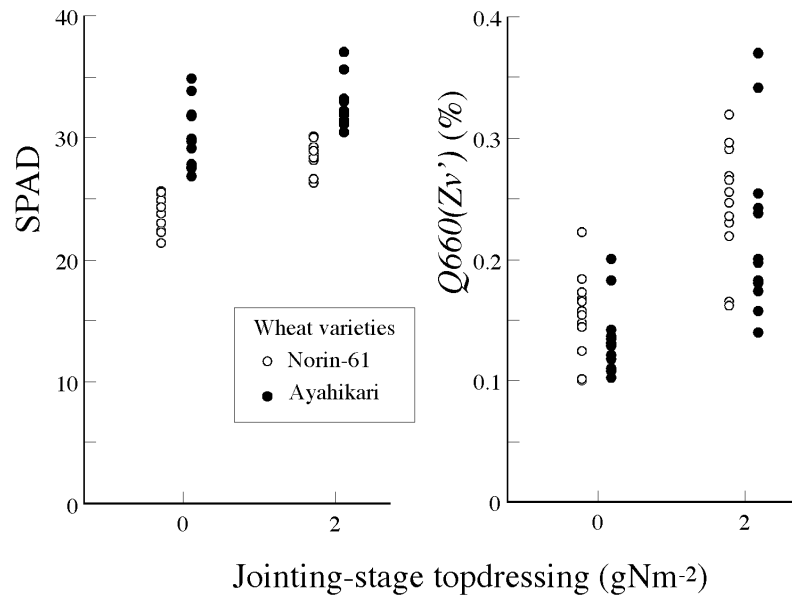 SPAD
40
30
20
10
0
0
2
Wheat varieties
Norin-61
Ayahikari
Q660(Zv’) (%)
0.4
0.3
0.2
0.1
0
0
2
Jointing-stage topdressing (gNm-2)